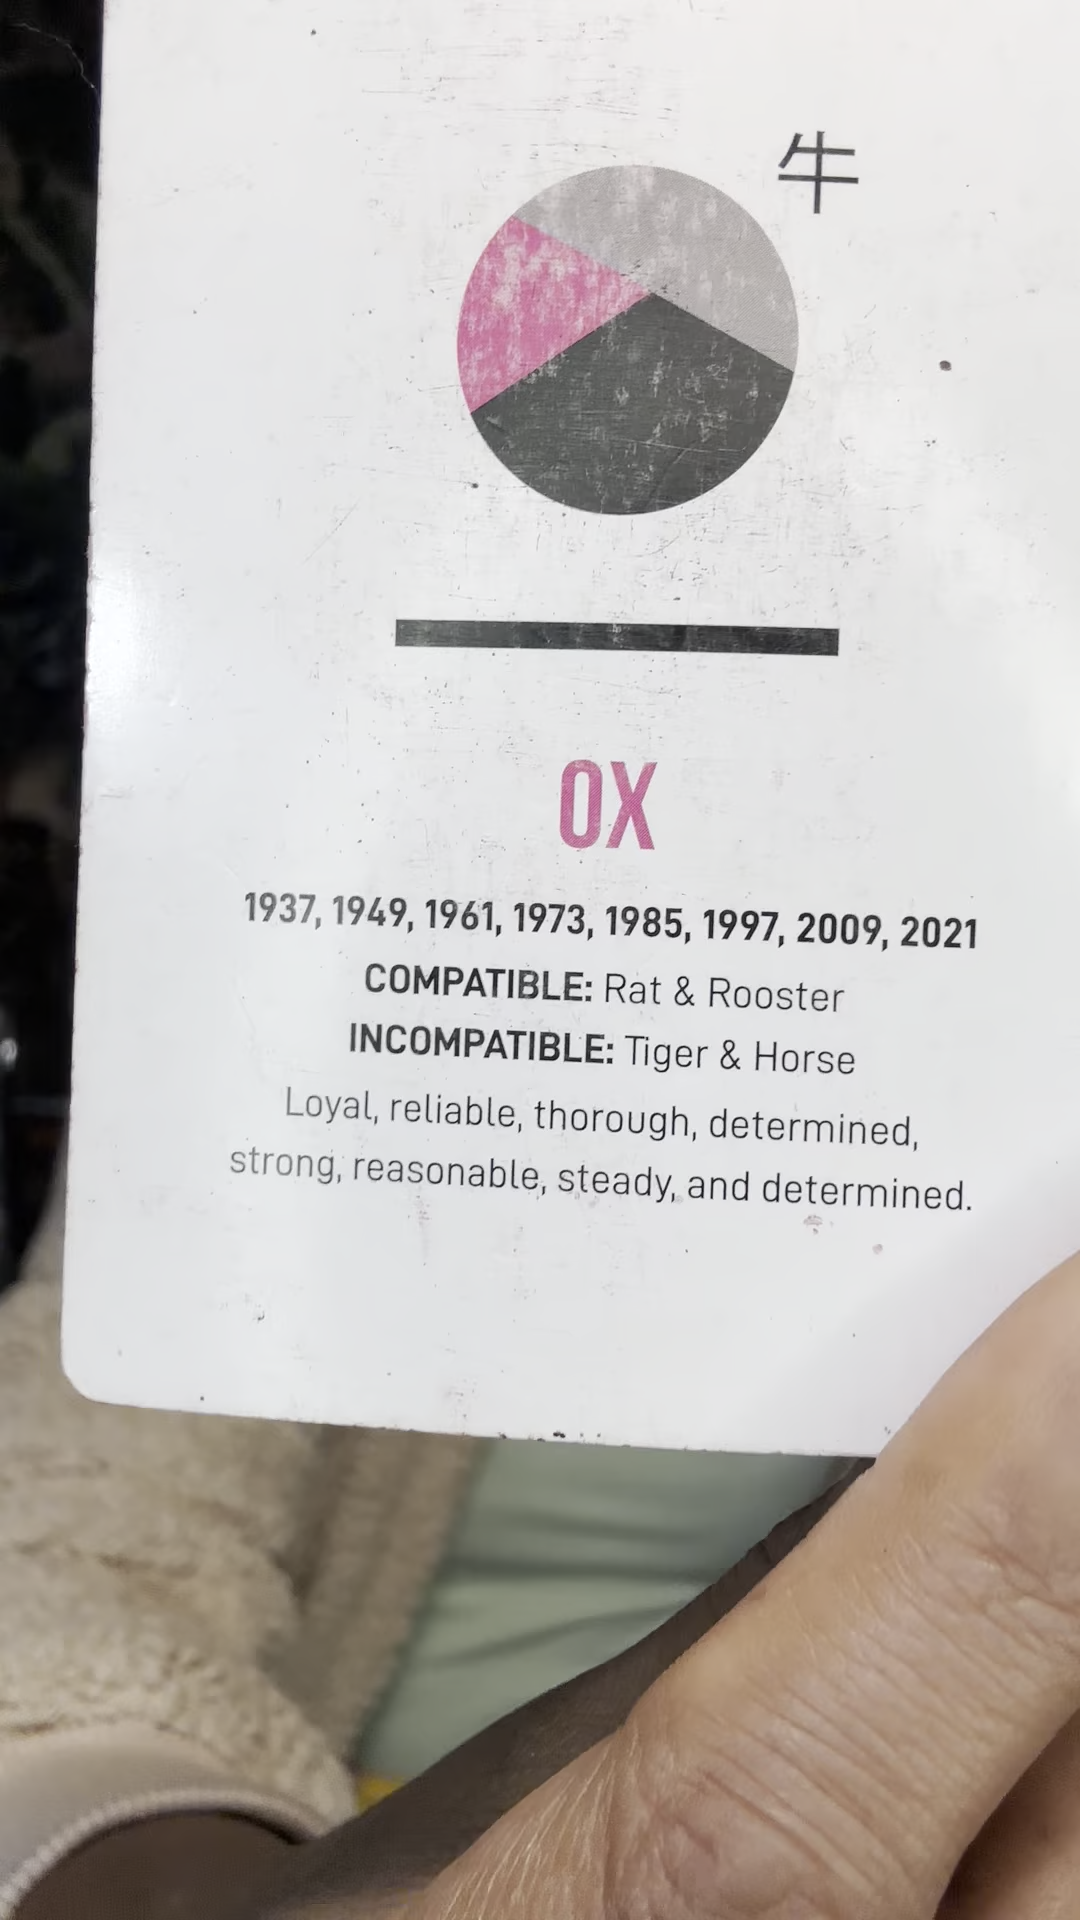 牛
OX
1937, 1949, 1961, 1973, 1985, 1997, 2009, 2021
COMPATIBLE: Rat & Rooster
INCOMPATIBLE: Tiger & Horse
Loyal, reliable, thorough, determined,
strong, reasonable, steady, and determined.